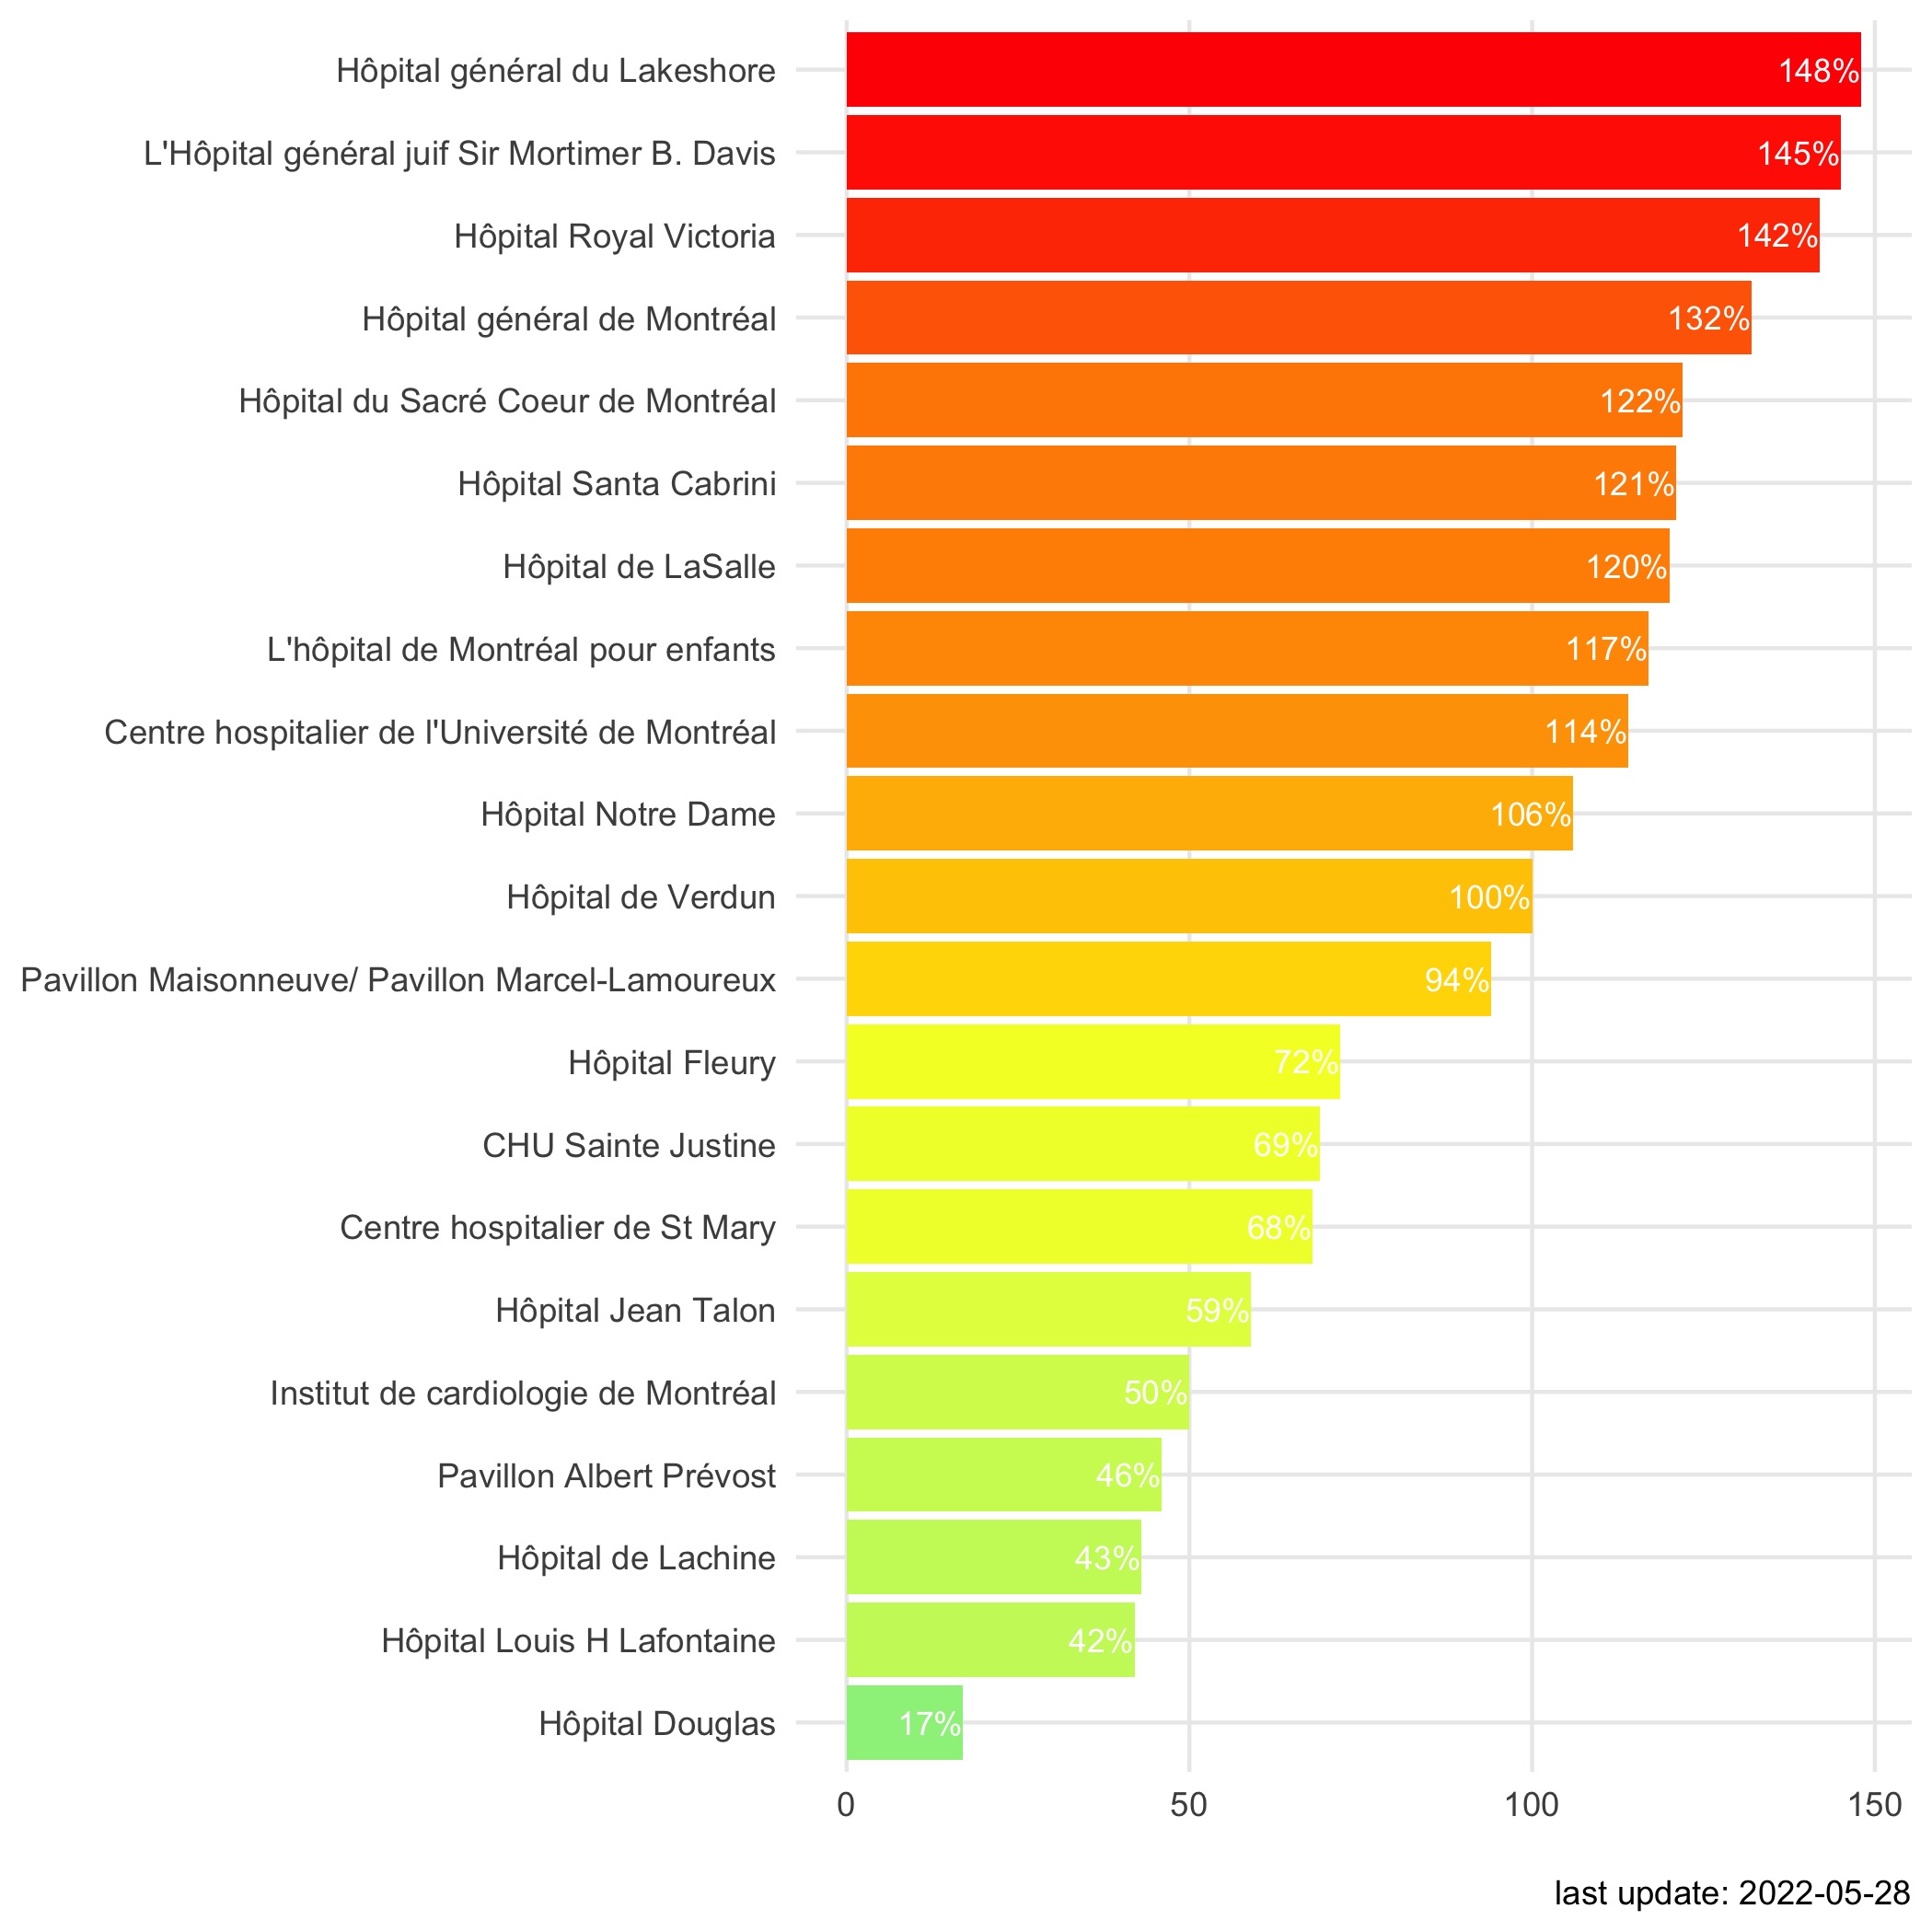 Hôpital général du Lakeshore 148%
L'Hôpital général juif Sir Mortimer B. Davis 145%
Hôpital Royal Victoria 142%
Hôpital général de Montréal 132%
Hôpital du Sacré Coeur de Montréal 122%
Hôpital Santa Cabrini 121%
Hôpital de LaSalle 120%
L'hôpital de Montréal pour enfants 117%
Centre hospitalier de l'Université de Montréal 114%
Hôpital Notre Dame 106%
Hôpital de Verdun 100%
Pavillon Maisonneuve/ Pavillon Marcel-Lamoureux 94%
Hôpital Fleury 72%
CHU Sainte Justine 69%
Centre hospitalier de St Mary 68%
Hôpital Jean Talon 59%
Institut de cardiologie de Montréal 50%
Pavillon Albert Prévost 46%
Hôpital de Lachine 43%
Hôpital Louis H Lafontaine 42%
Hôpital Douglas 17%
0 50 100 150
last update: 2022-05-28